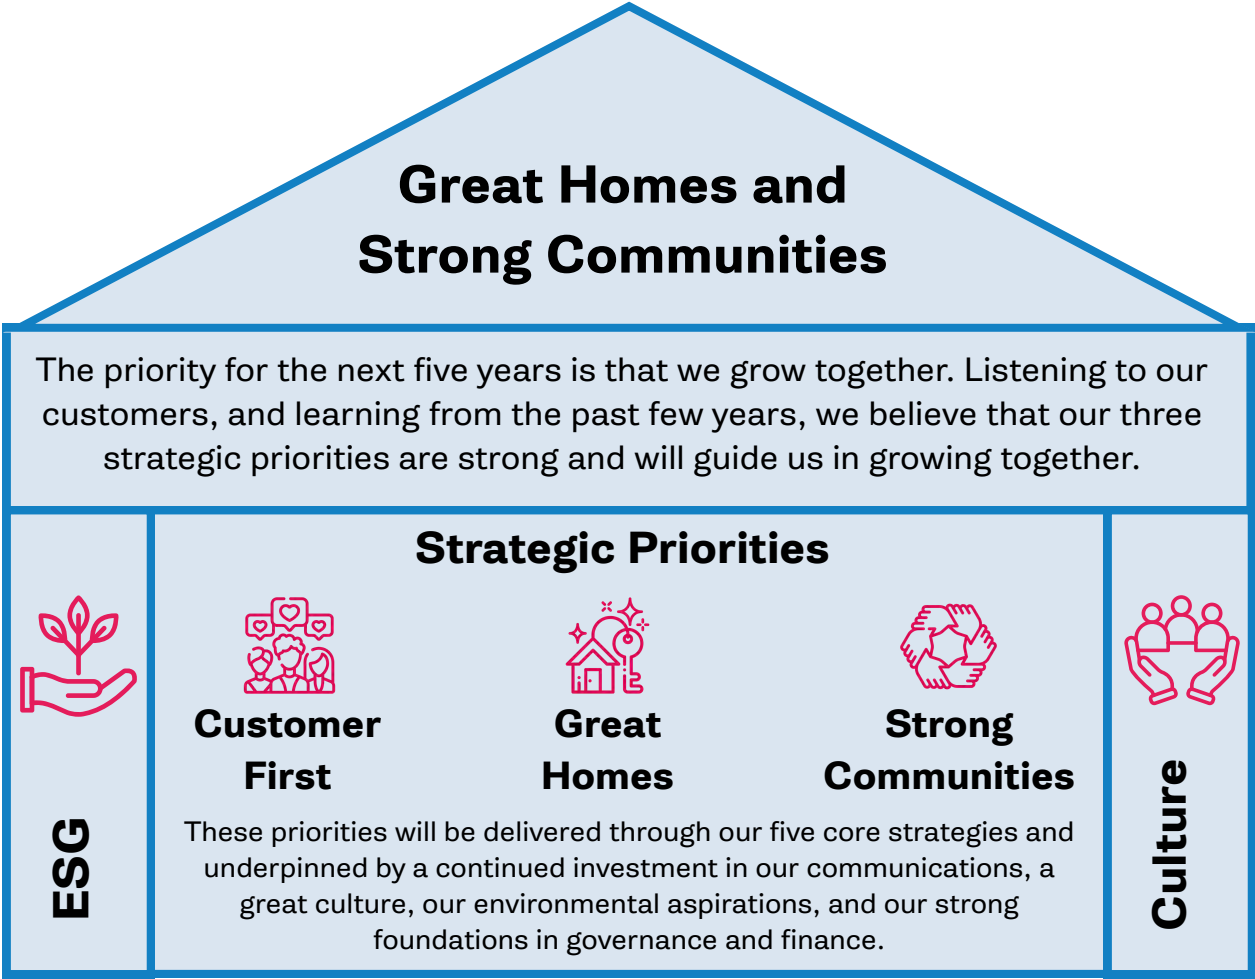 Great Homes and
Strong Communities
The priority for the next five years is that we grow together. Listening to our
customers, and learning from the past few years, we believe that our three
strategic priorities are strong and will guide us in growing together.
Strategic Priorities
Customer
First
Great
Homes
Strong
Communities
These priorities will be delivered through our five core strategies and
underpinned by a continued investment in our communications, a
great culture, our environmental aspirations, and our strong
foundations in governance and finance.
ESG
Culture